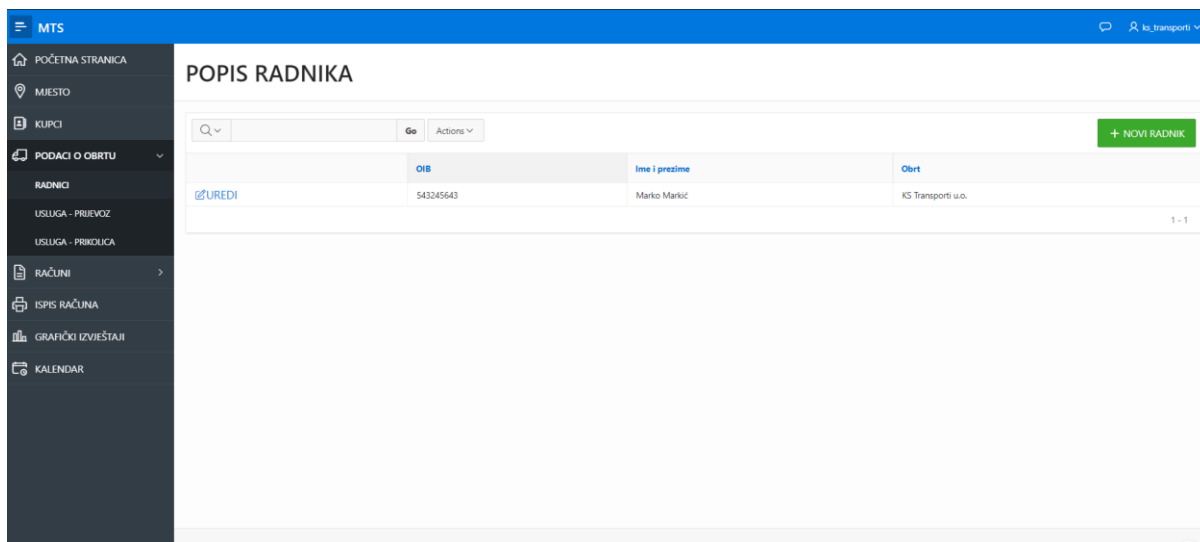 MTS
ks_transporti
POČETNA STRANICA
MJESTO
KUPCI
PODACI O OBRTU
RADNICI
USLUGA - PRIJEVOZ
USLUGA - PRIKOLICA
RAČUNI
ISPIS RAČUNA
GRAFIČKI IZVJEŠTAJI
KALENDAR
POPIS RADNIKA
Go Actions
+ NOVI RADNIK
OIB Ime i prezime Obrt
UREDI 543245643 Marko Markić KS Transporti u.o.
1 - 1